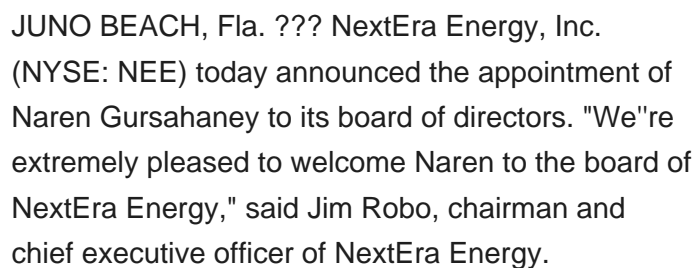 JUNO BEACH, Fla. ??? NextEra Energy, Inc.
(NYSE: NEE) today announced the appointment of
Naren Gursahaney to its board of directors. "We''re
extremely pleased to welcome Naren to the board of
NextEra Energy," said Jim Robo, chairman and
chief executive officer of NextEra Energy.